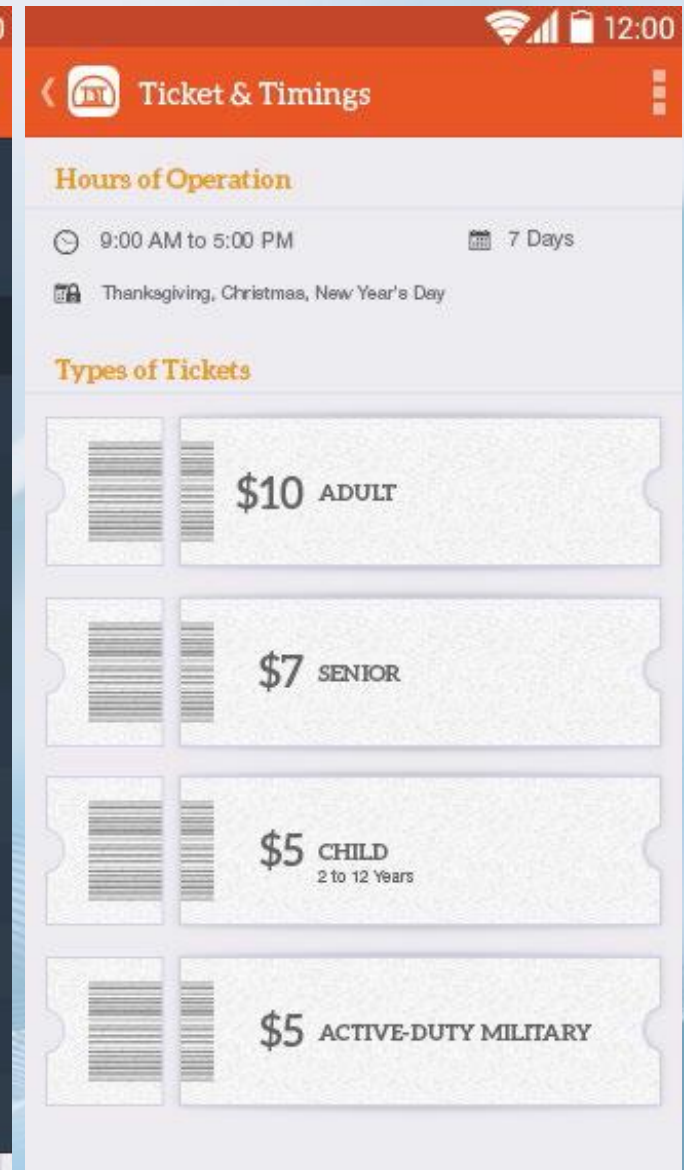 12:00
Ticket & Timings
Hours of Operation
9:00 AM to 5:00 PM
7 Days
Thanksgiving, Christmas, New Year's Day
Types of Tickets
$10 ADULT
$7 SENIOR
$5 CHILD
2 to 12 Years
$5 ACTIVE-DUTY MILITARY